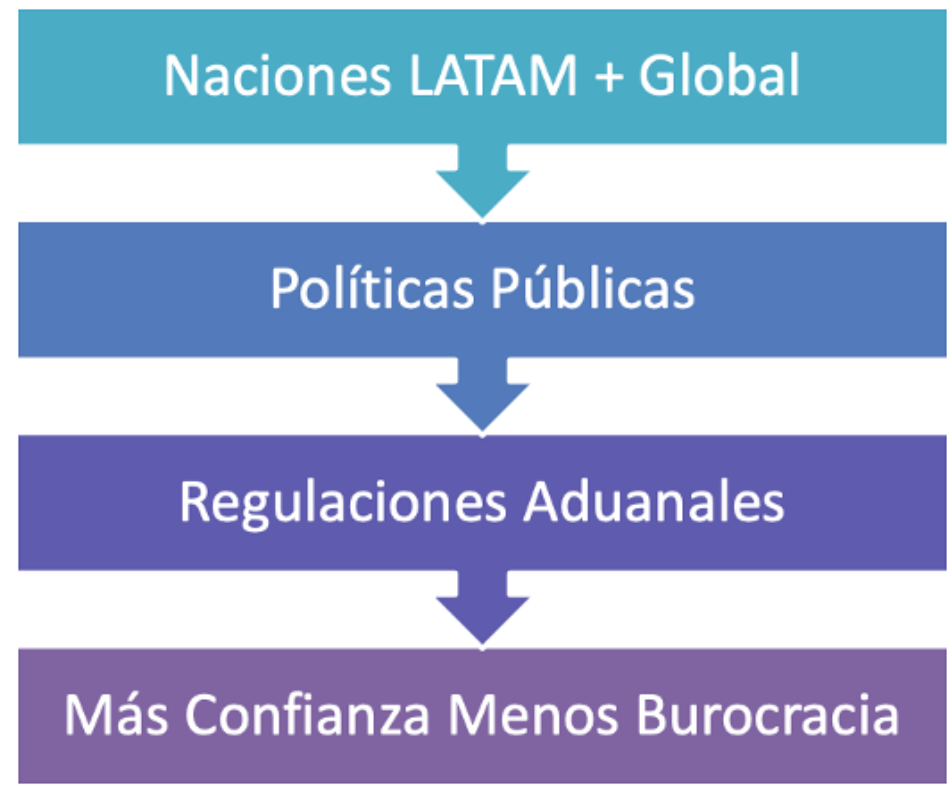 Naciones LATAM + Global
Políticas Públicas
Regulaciones Aduanales
Más Confianza Menos Burocracia